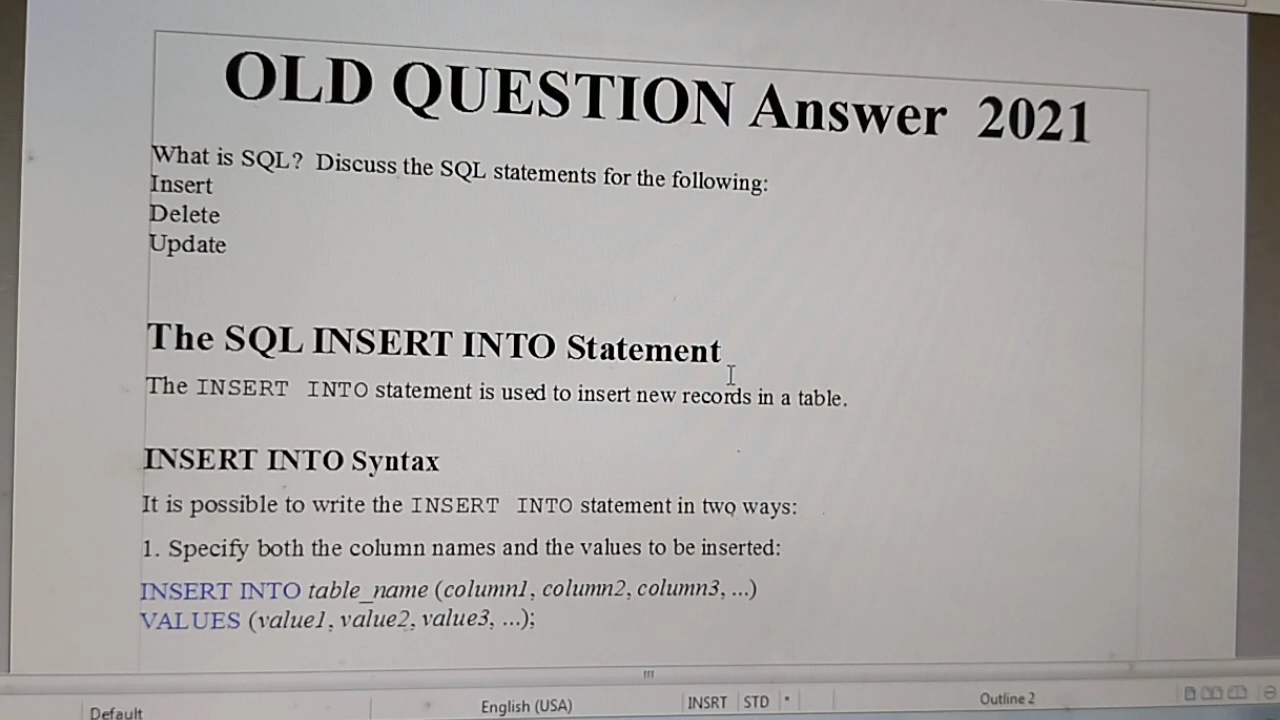 OLD QUESTION Answer 2021
What is SQL? Discuss the SQL statements for the following:
Insert
Delete
Update
The SQL INSERT INTO Statement
The INSERT INTO statement is used to insert new records in a table.
INSERT INTO Syntax
It is possible to write the INSERT INTO statement in two ways:
1. Specify both the column names and the values to be inserted:
INSERT INTO table_name (column1, column2, column3, ...)
VALUES (value1, value2, value3, ...);
Default English (USA) INSRT STD * Outline 2